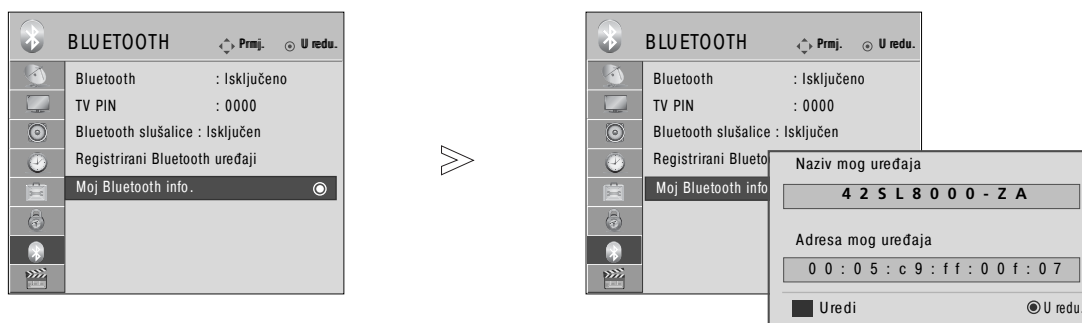 BLUETOOTH Prmj. U redu.
Bluetooth : Isključeno
TV PIN : 0000
Bluetooth slušalice : Isključen
Registrirani Bluetooth uređaji
Moj Bluetooth info.
BLUETOOTH Prmj. U redu.
Bluetooth : Isključeno
TV PIN : 0000
Bluetooth slušalice : Isključen
Registrirani Blueto
Moj Bluetooth info
Naziv mog uređaja
42SL8000-ZA
Adresa mog uređaja
00:05:c9:ff:00f:07
Uredi U redu.